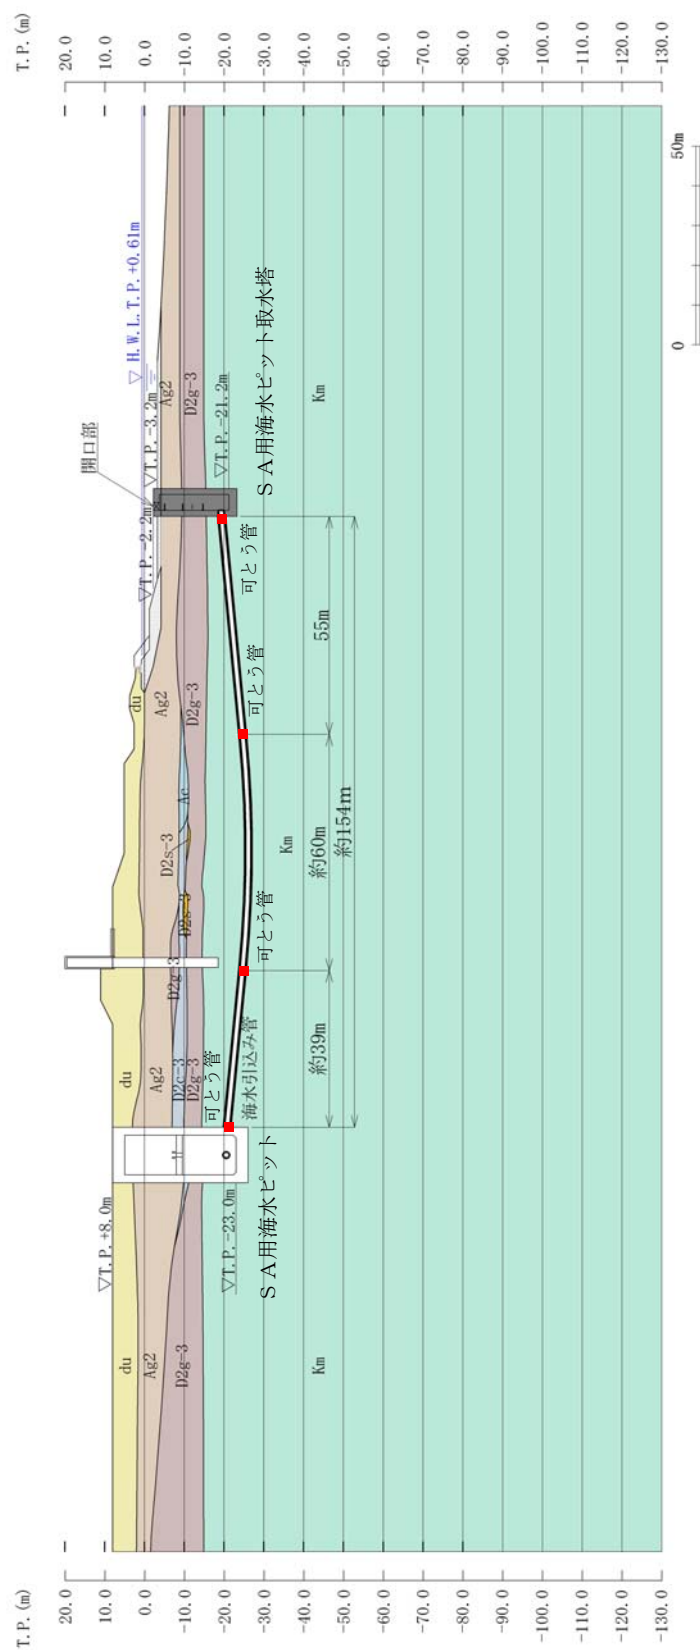 T.P.(m)
20.0
10.0
0.0
-10.0
-20.0
-30.0
-40.0
-50.0
-60.0
-70.0
-80.0
-90.0
-100.0
-110.0
-120.0
-130.0
du
Ag2
D2g-3
Km
▽T.P.+8.0m
▽T.P.-23.0m
SA用海水ピット
du
Ag2
D2c-3
D2g-3
可とう管
海水引込み管
約39m
D2g-3
可とう管
D2s-3
D2s-3
Ac
Km
約60m
約154m
du
Ag2
D2g-3
可とう管
55m
可とう管
▽T.P.-2.2m
開口部
▽T.P.-3.2m
▽H.W.L.T.P.+0.61m
Ag2
D2g-3
▽T.P.-21.2m
SA用海水ピット取水塔
Km
0
50m
T.P.(m)
20.0
10.0
0.0
-10.0
-20.0
-30.0
-40.0
-50.0
-60.0
-70.0
-80.0
-90.0
-100.0
-110.0
-120.0
-130.0